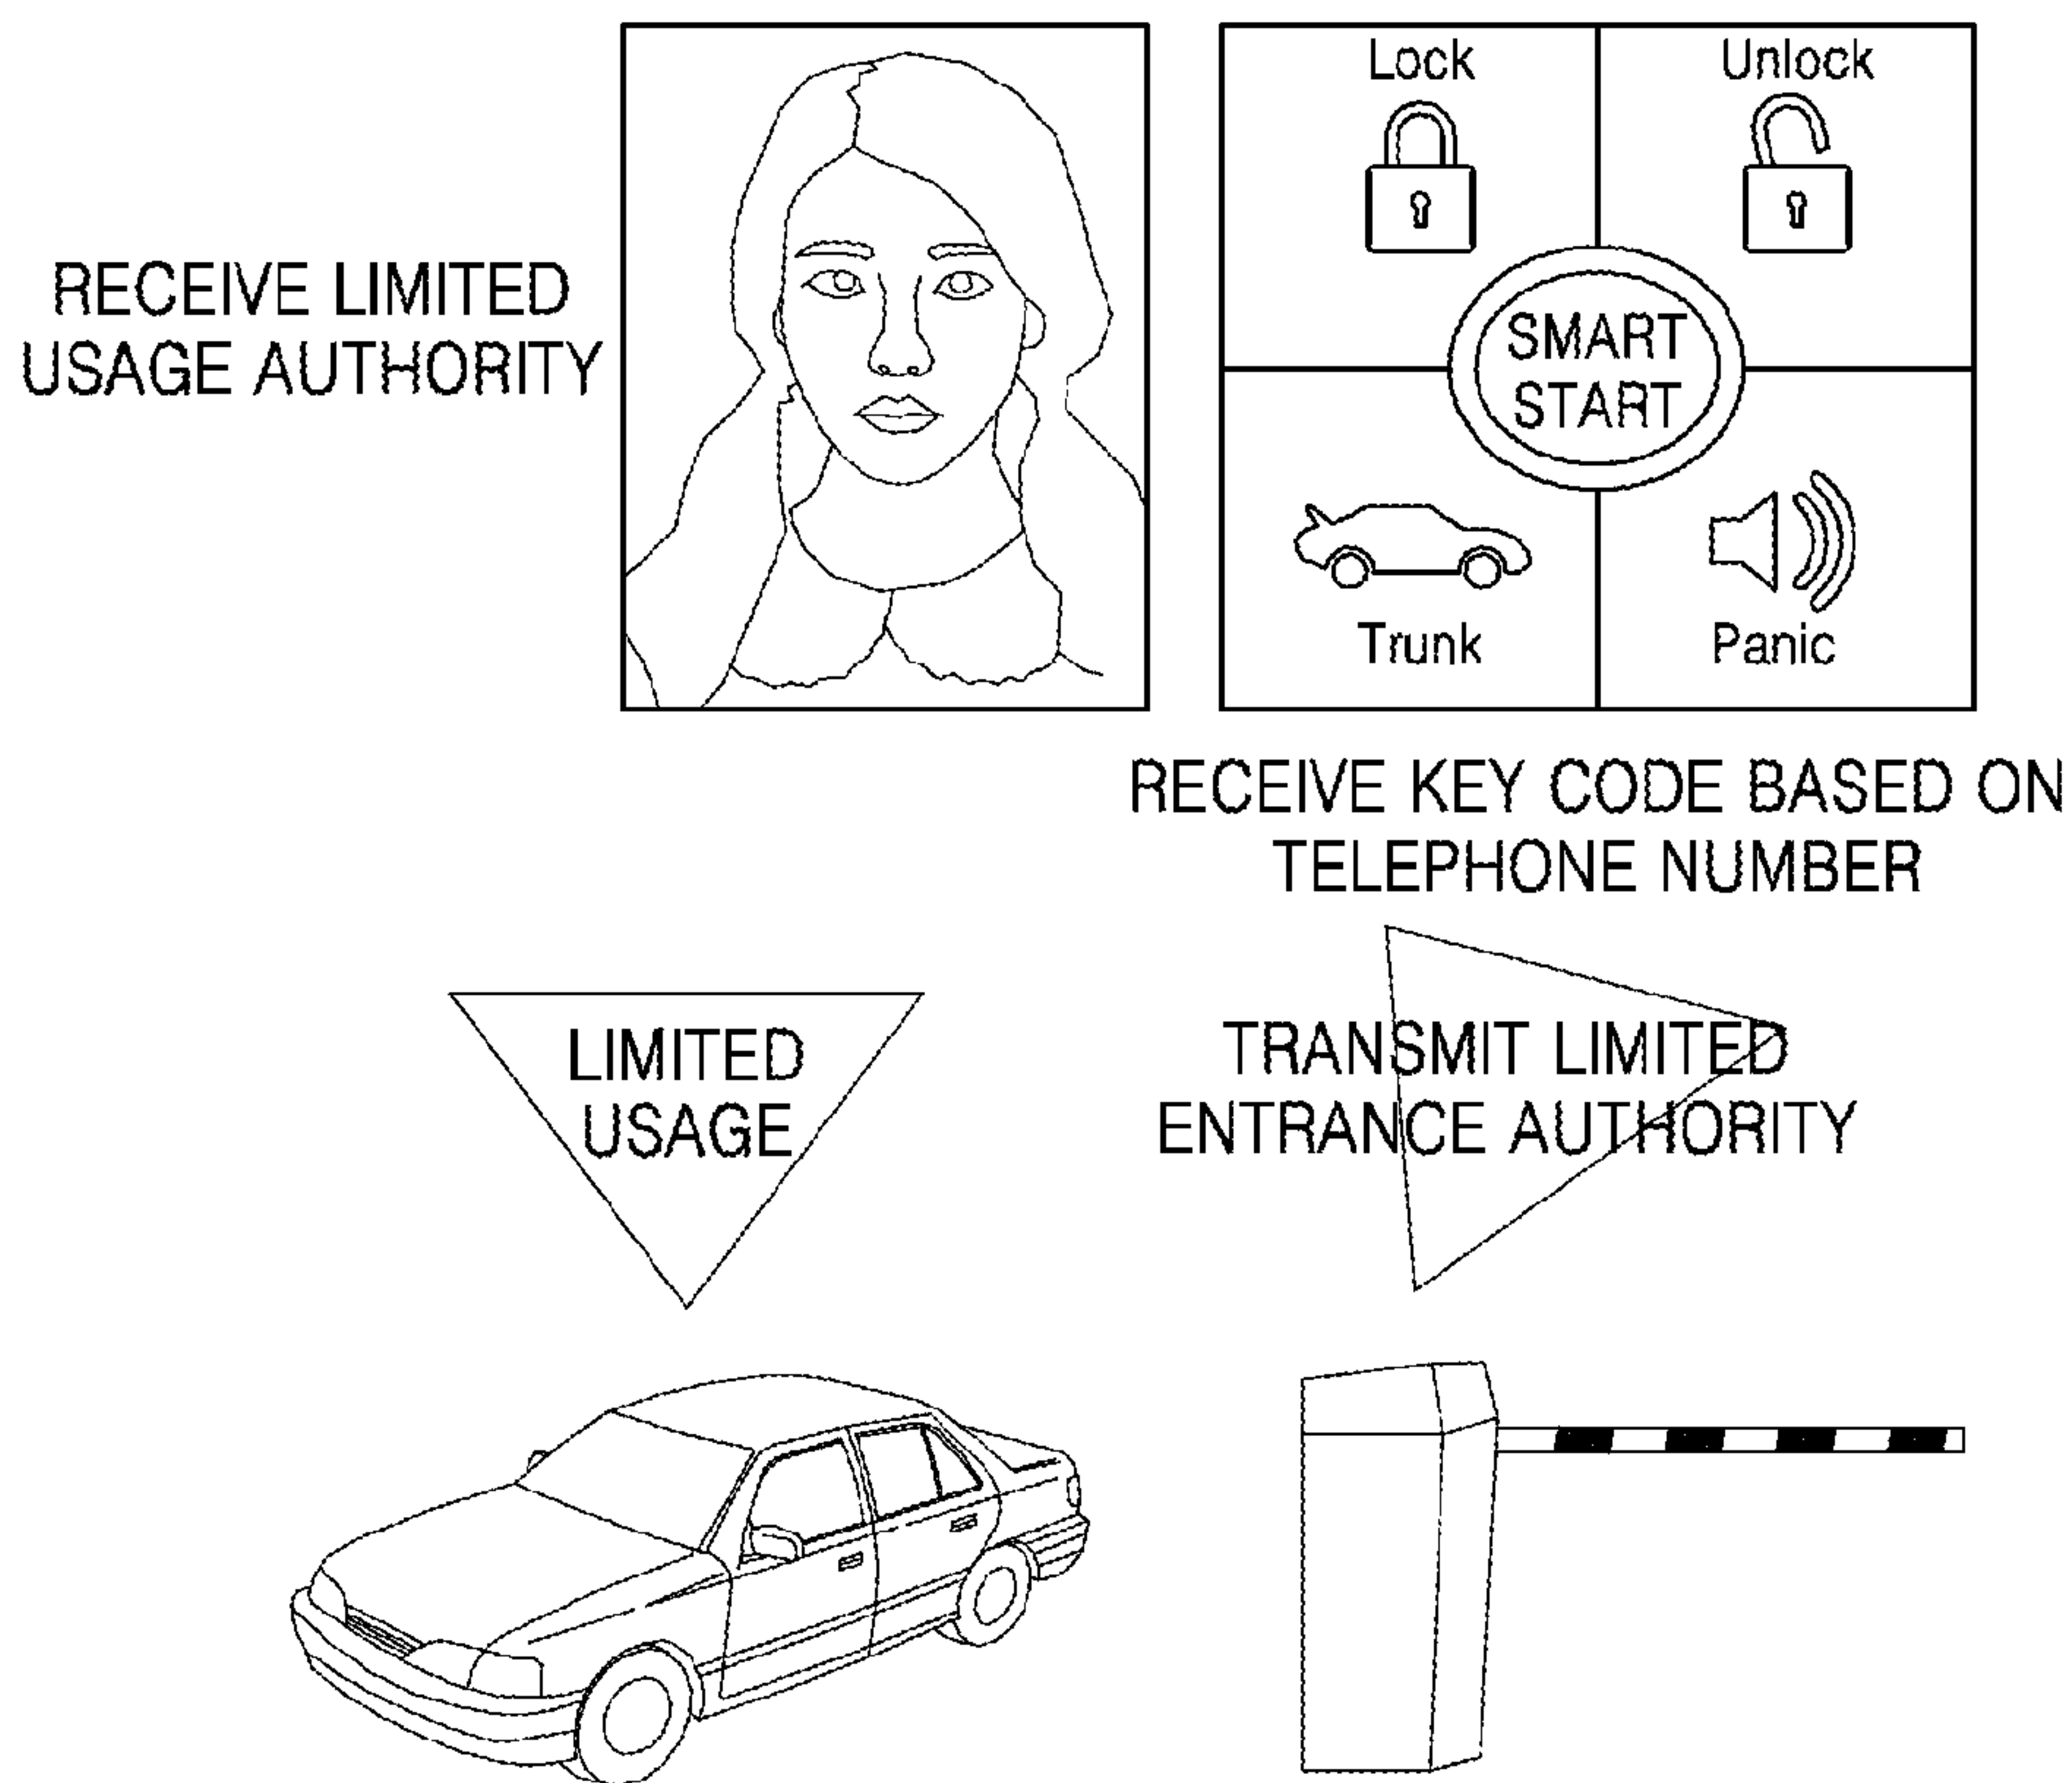 RECEIVE LIMITED
USAGE AUTHORITY
Lock
Unlock
SMART
START
Trunk
Panic
RECEIVE KEY CODE BASED ON
TELEPHONE NUMBER
LIMITED
USAGE
TRANSMIT LIMITED
ENTRANCE AUTHORITY